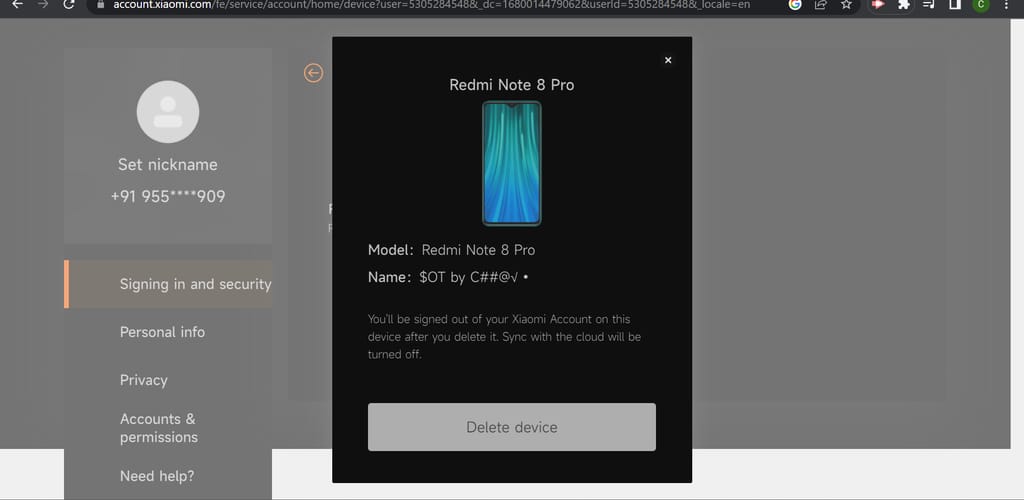 account.xiaomi.com/fe/service/account/home/device?user=5305284548&_dc=1680014479062&userId=5305284548&_locale=en
C
Redmi Note 8 Pro
Set nickname
+91 955****909
Model: Redmi Note 8 Pro
Name: $OT by C##@√ •
Signing in and security
You'll be signed out of your Xiaomi Account on this
device after you delete it. Sync with the cloud will be
turned off.
Personal info
Privacy
Accounts &
permissions
Delete device
Need help?